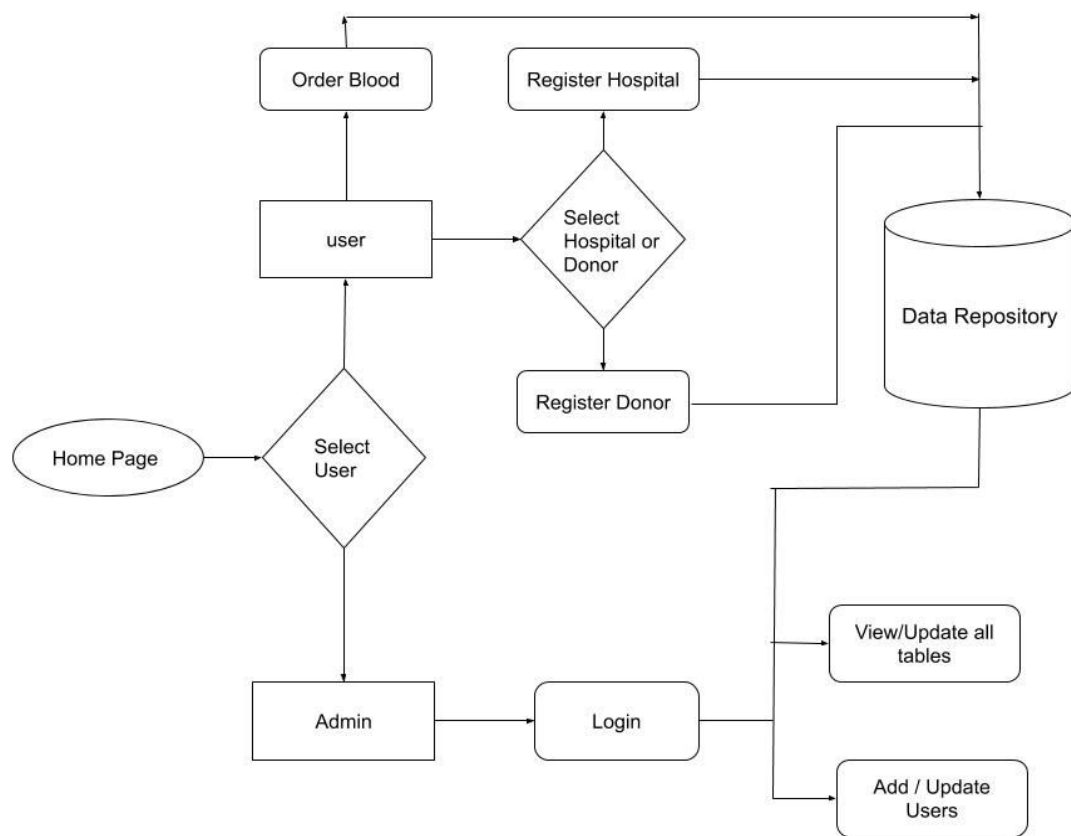 Order Blood
Register Hospital
user
Select
Hospital or
Donor
Data Repository
Register Donor
Home Page
Select
User
View/Update all
tables
Admin
Login
Add / Update
Users